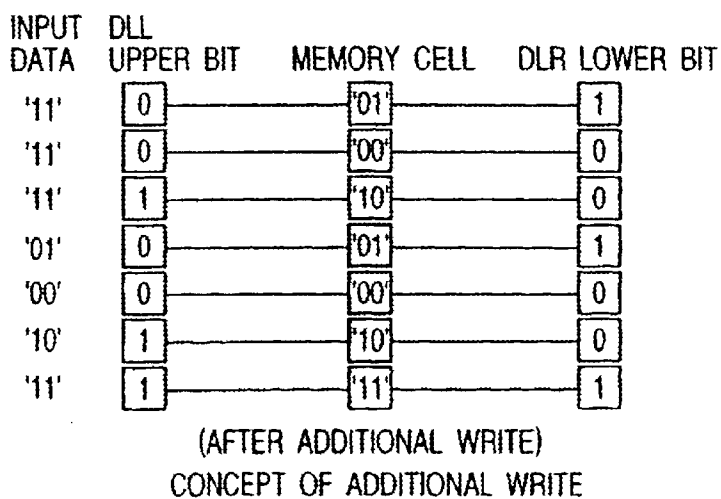 INPUT DLL
DATA UPPER BIT MEMORY CELL DLR LOWER BIT
'11' 0 '01' 1
'11' 0 '00' 0
'11' 1 '10' 0
'01' 0 '01' 1
'00' 0 '00' 0
'10' 1 '10' 0
'11' 1 '11' 1
(AFTER ADDITIONAL WRITE)
CONCEPT OF ADDITIONAL WRITE